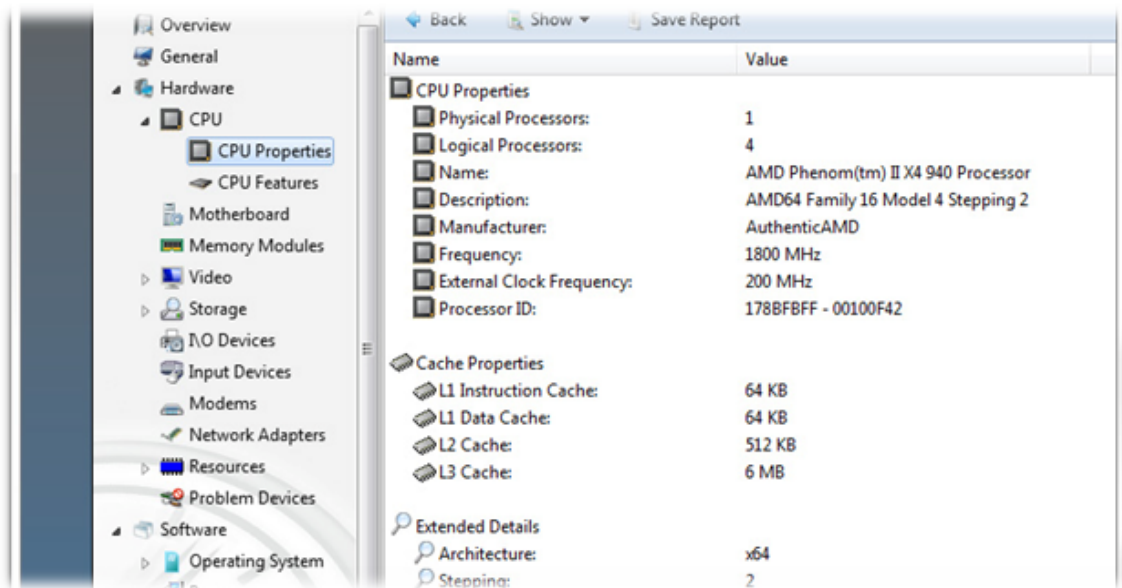 Overview
General
Hardware
CPU
CPU Properties
CPU Features
Motherboard
Memory Modules
Video
Storage
I\O Devices
Input Devices
Modems
Network Adapters
Resources
Problem Devices
Software
Operating System
Back Show Save Report
Name Value
CPU Properties
Physical Processors: 1
Logical Processors: 4
Name: AMD Phenom(tm) II X4 940 Processor
Description: AMD64 Family 16 Model 4 Stepping 2
Manufacturer: AuthenticAMD
Frequency: 1800 MHz
External Clock Frequency: 200 MHz
Processor ID: 178BFBFF - 00100F42
Cache Properties
L1 Instruction Cache: 64 KB
L1 Data Cache: 64 KB
L2 Cache: 512 KB
L3 Cache: 6 MB
Extended Details
Architecture: x64
Stepping: 2